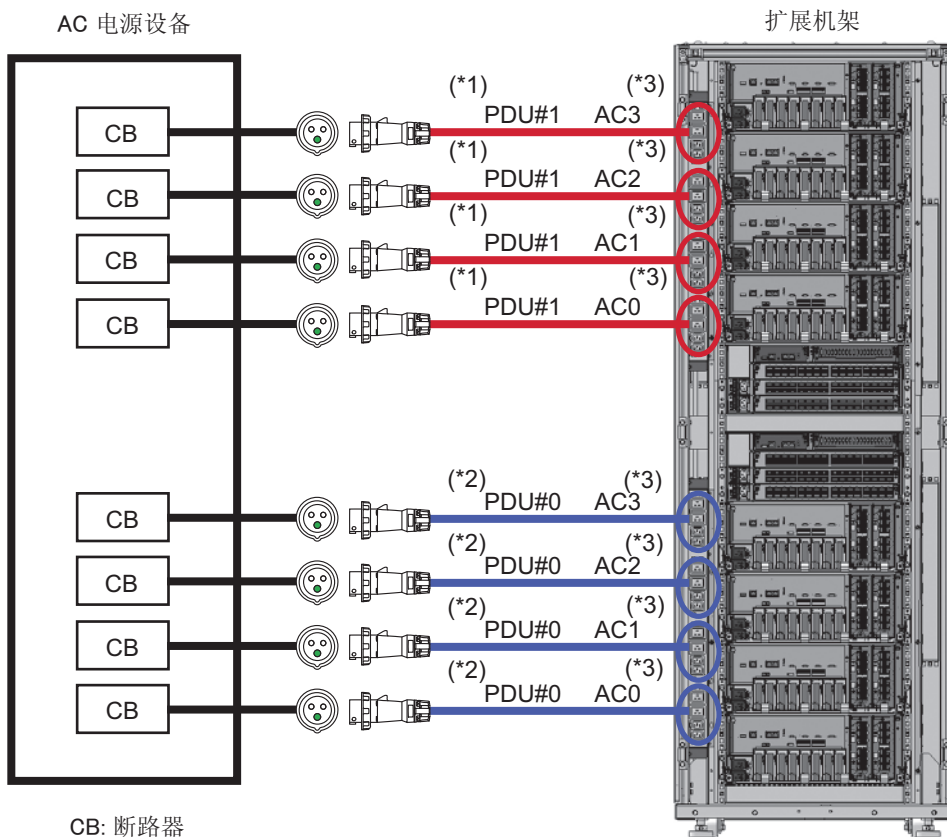 AC 电源设备
扩展机架
(*1)
(*3)
CB
PDU#1 AC3
(*1)
(*3)
CB
PDU#1 AC2
(*1)
(*3)
CB
PDU#1 AC1
(*1)
(*3)
CB
PDU#1 AC0
(*2)
(*3)
CB
PDU#0 AC3
(*2)
(*3)
CB
PDU#0 AC2
(*2)
(*3)
CB
PDU#0 AC1
(*2)
(*3)
CB
PDU#0 AC0
CB: 断路器